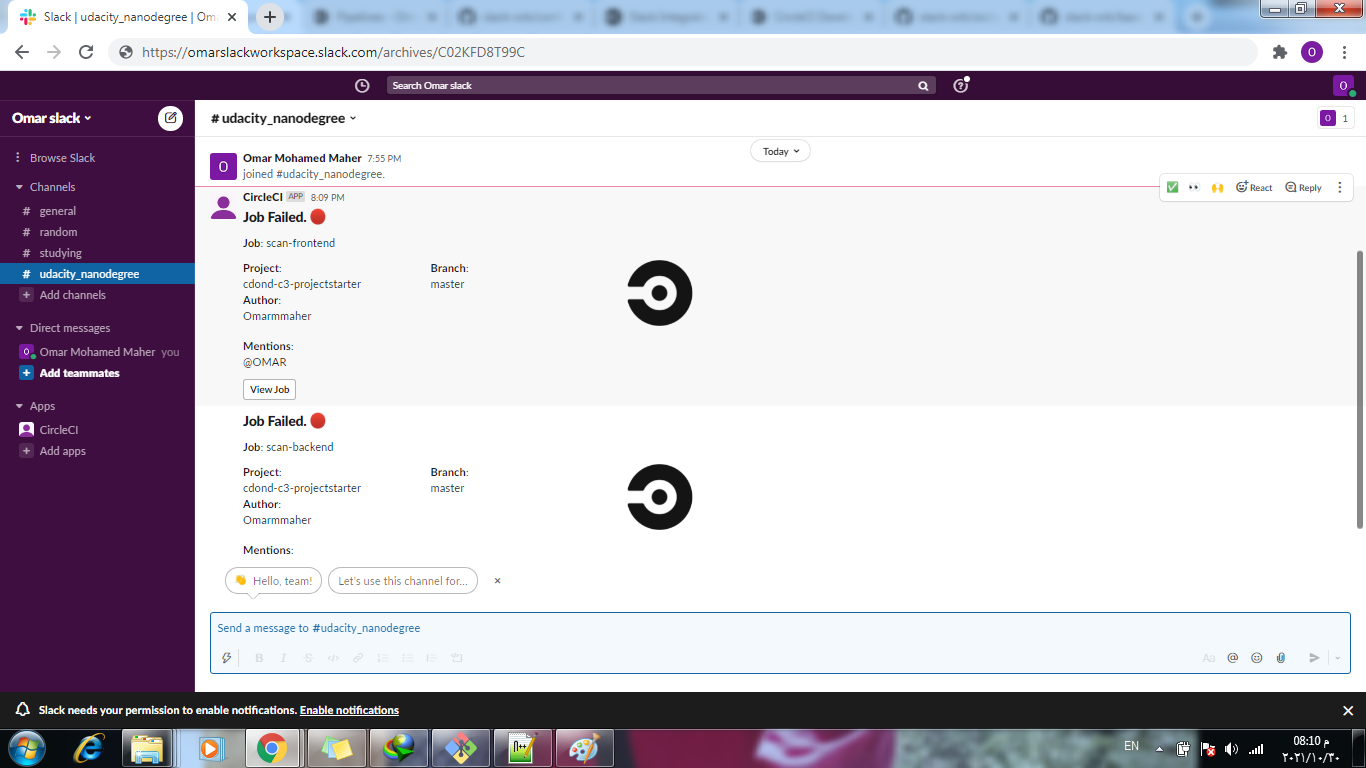 Slack | udacity_nanodegree | Oma
https://omarslackworkspace.slack.com/archives/C02KFD8T99C
O
Search Omar slack
O
Omar slack
# udacity_nanodegree
O 1
Browse Slack
Channels
# general
# random
# studying
# udacity_nanodegree
+ Add channels
Direct messages
O Omar Mohamed Maher you
+ Add teammates
Apps
CircleCI
+ Add apps
Today
O
Omar Mohamed Maher 7:55 PM
joined #udacity_nanodegree.
React
Reply
CircleCI APP 8:09 PM
Job Failed.
Job: scan-frontend
Project: Branch:
cdond-c3-projectstarter master
Author:
Omarmmaher
Mentions:
@OMAR
View Job
Job Failed.
Job: scan-backend
Project: Branch:
cdond-c3-projectstarter master
Author:
Omarmmaher
Mentions:
Hello, team! Let's use this channel for...
Send a message to #udacity_nanodegree
B I S Aa @
Slack needs your permission to enable notifications. Enable notifications
EN
08:10 م
٢٠٢١/١٠/٣٠